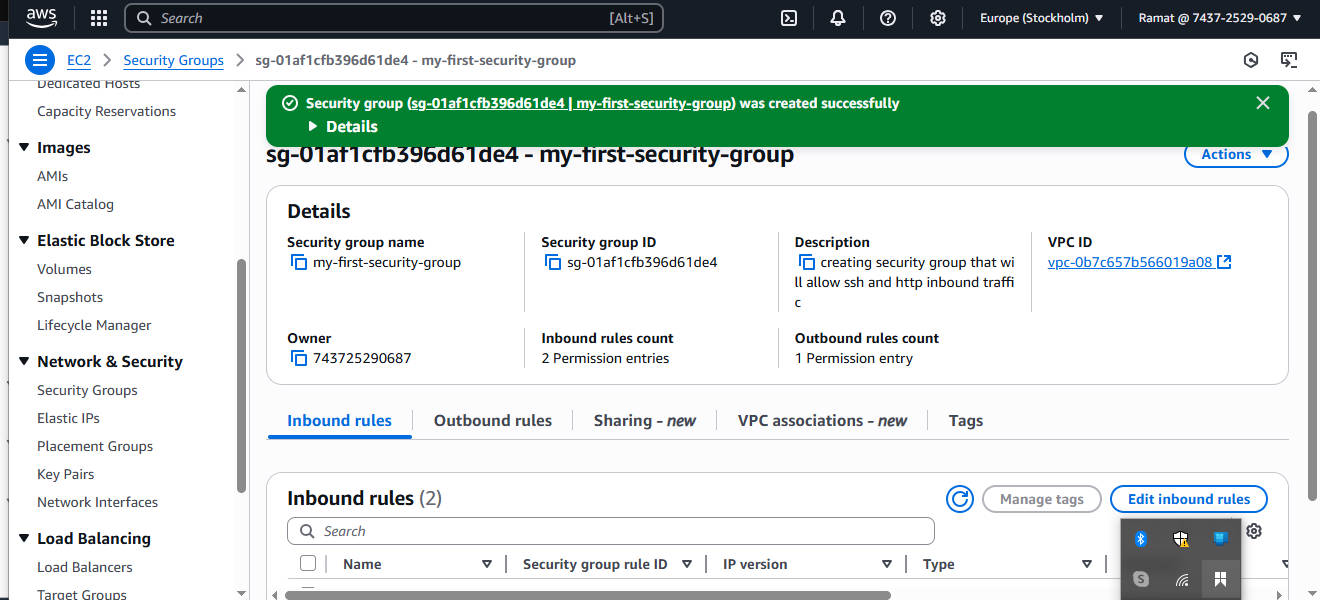 aws
Search [Alt+S]
Europe (Stockholm)
Ramat @ 7437-2529-0687
EC2
Security Groups
sg-01af1cfb396d61de4 - my-first-security-group
Dedicated Hosts
Capacity Reservations
Images
AMIs
AMI Catalog
Elastic Block Store
Volumes
Snapshots
Lifecycle Manager
Network & Security
Security Groups
Elastic IPs
Placement Groups
Key Pairs
Network Interfaces
Load Balancing
Load Balancers
Target Groups
Security group (sg-01af1cfb396d61de4 | my-first-security-group) was created successfully
Details
sg-01af1cfb396d61de4 - my-first-security-group
Actions
Details
Security group name
my-first-security-group
Security group ID
sg-01af1cfb396d61de4
Description
creating security group that wi
ll allow ssh and http inbound traffi
c
VPC ID
vpc-0b7c657b566019a08
Owner
743725290687
Inbound rules count
2 Permission entries
Outbound rules count
1 Permission entry
Inbound rules
Outbound rules
Sharing - new
VPC associations - new
Tags
Inbound rules (2)
Manage tags
Edit inbound rules
Search
Name
Security group rule ID
IP version
Type